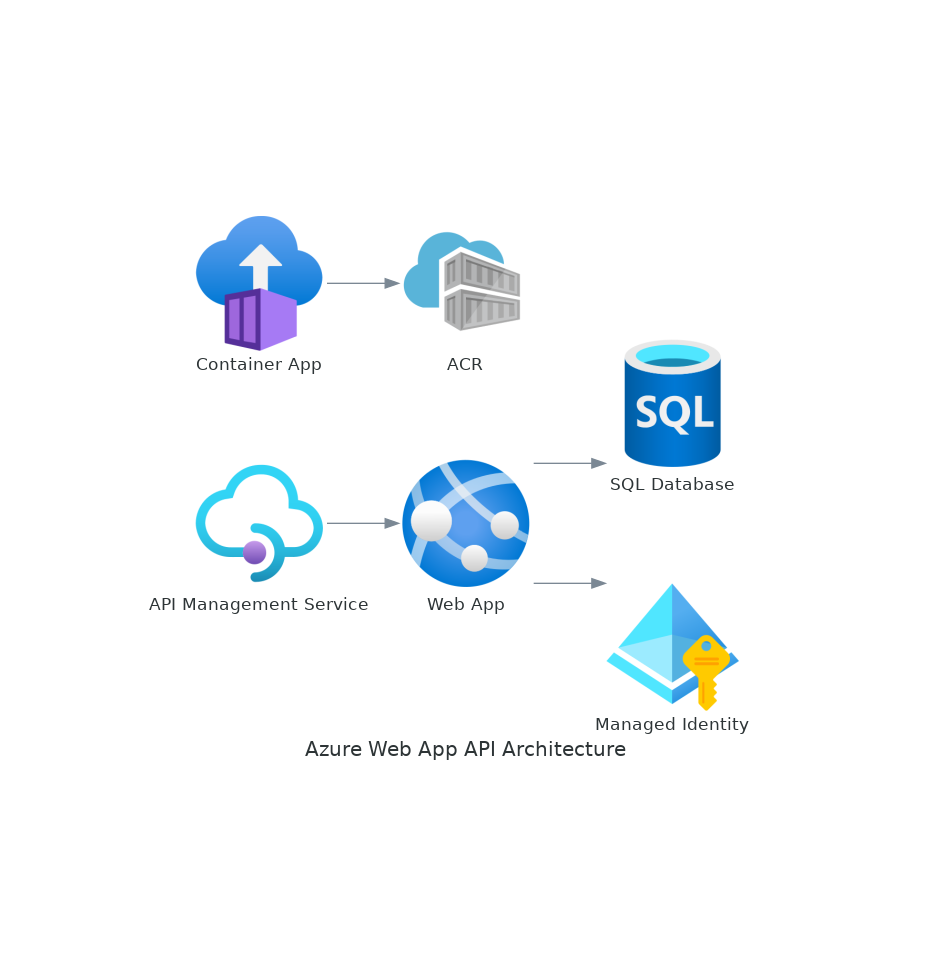 Container App
ACR
SQL
SQL Database
API Management Service
Web App
Managed Identity
Azure Web App API Architecture